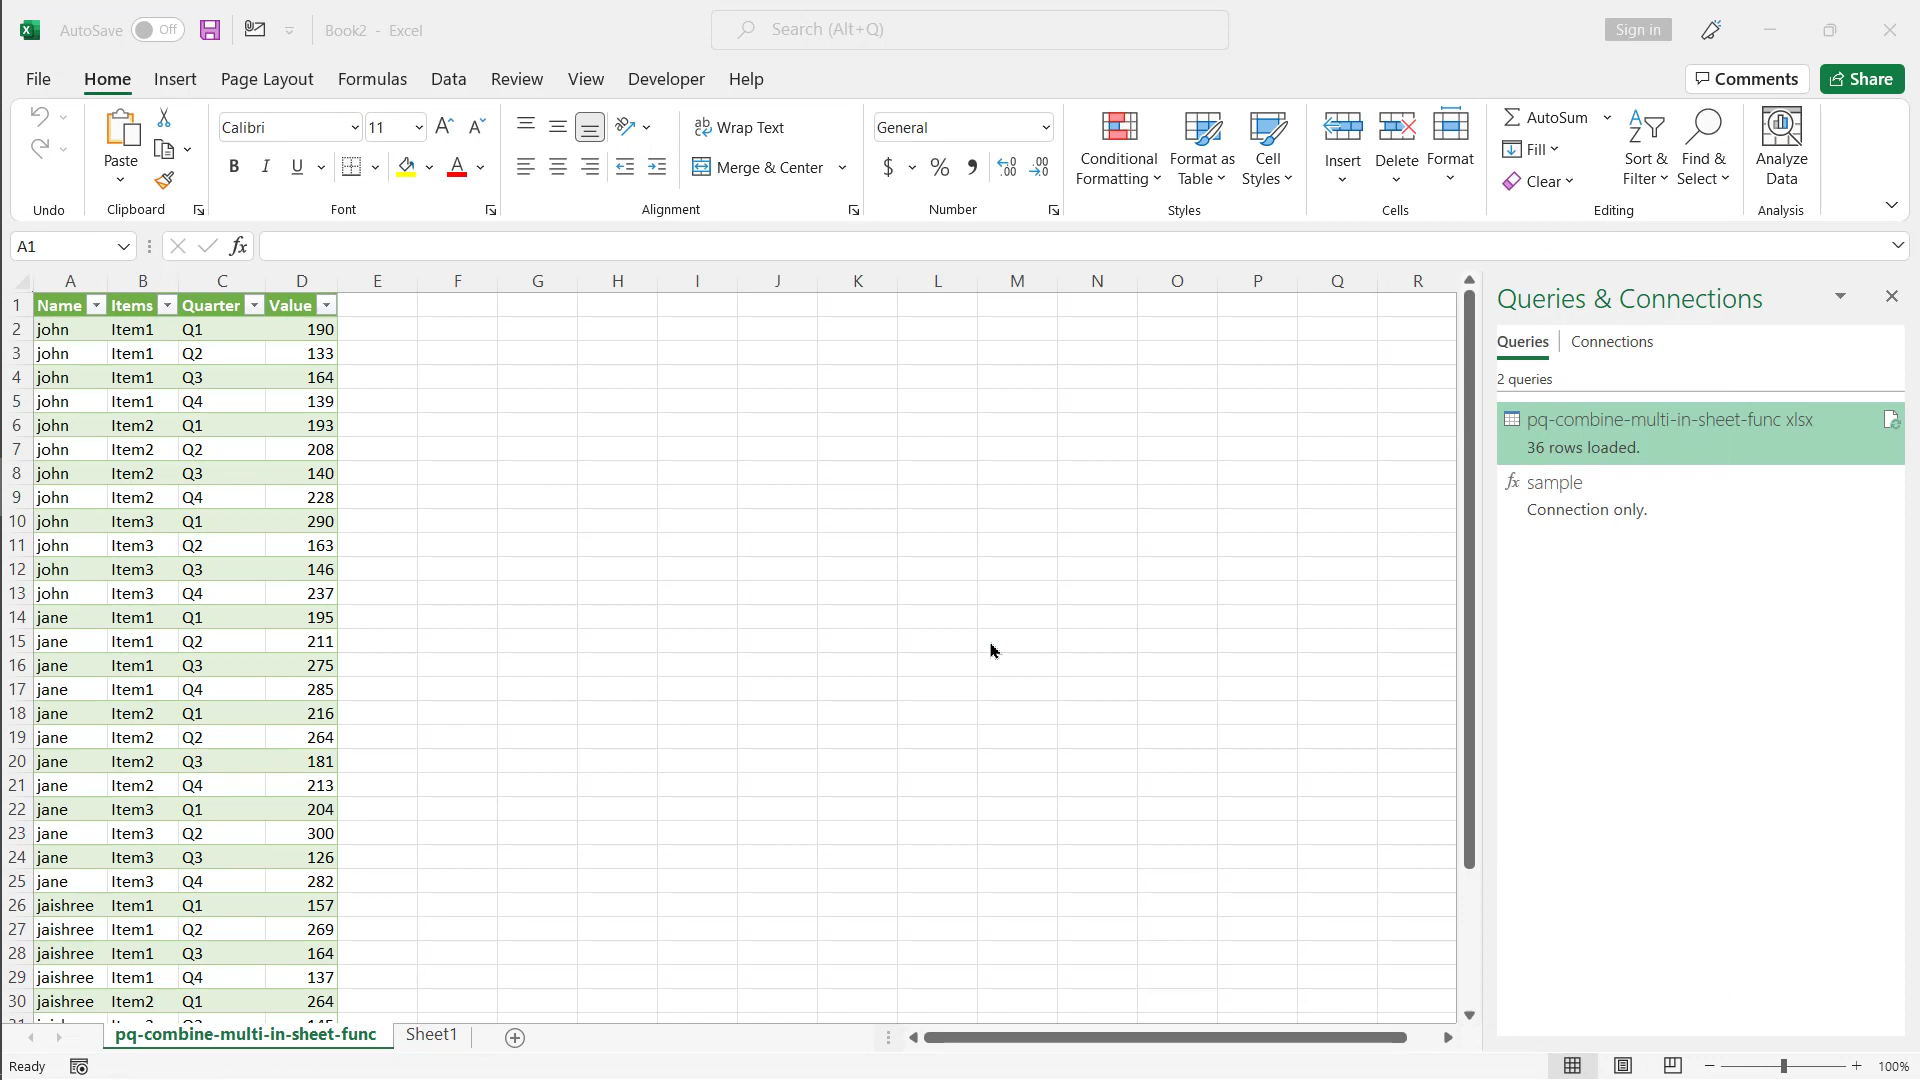 AutoSave Off Book2 - Excel Search (Alt+Q) Sign in
File Home Insert Page Layout Formulas Data Review View Developer Help Comments Share
Calibri 11 Wrap Text General AutoSum
Paste Conditional Format as Cell Insert Delete Format Fill Sort & Find & Analyze
B I U A Merge & Center $ % Formatting Table Styles Clear Filter Select Data
Undo Clipboard Font Alignment Number Styles Cells Editing Analysis
A1 fx
A B C D E F G H I J K L M N O P Q R
1 Name Items Quarter Value
2 john Item1 Q1 190
3 john Item1 Q2 133
4 john Item1 Q3 164
5 john Item1 Q4 139
6 john Item2 Q1 193
7 john Item2 Q2 208
8 john Item2 Q3 140
9 john Item2 Q4 228
10 john Item3 Q1 290
11 john Item3 Q2 163
12 john Item3 Q3 146
13 john Item3 Q4 237
14 jane Item1 Q1 195
15 jane Item1 Q2 211
16 jane Item1 Q3 275
17 jane Item1 Q4 285
18 jane Item2 Q1 216
19 jane Item2 Q2 264
20 jane Item2 Q3 181
21 jane Item2 Q4 213
22 jane Item3 Q1 204
23 jane Item3 Q2 300
24 jane Item3 Q3 126
25 jane Item3 Q4 282
26 jaishree Item1 Q1 157
27 jaishree Item1 Q2 269
28 jaishree Item1 Q3 164
29 jaishree Item1 Q4 137
30 jaishree Item2 Q1 264
Queries & Connections
Queries Connections
2 queries
pq-combine-multi-in-sheet-func xlsx
36 rows loaded.
fx sample
Connection only.
pq-combine-multi-in-sheet-func Sheet1
Ready 100%